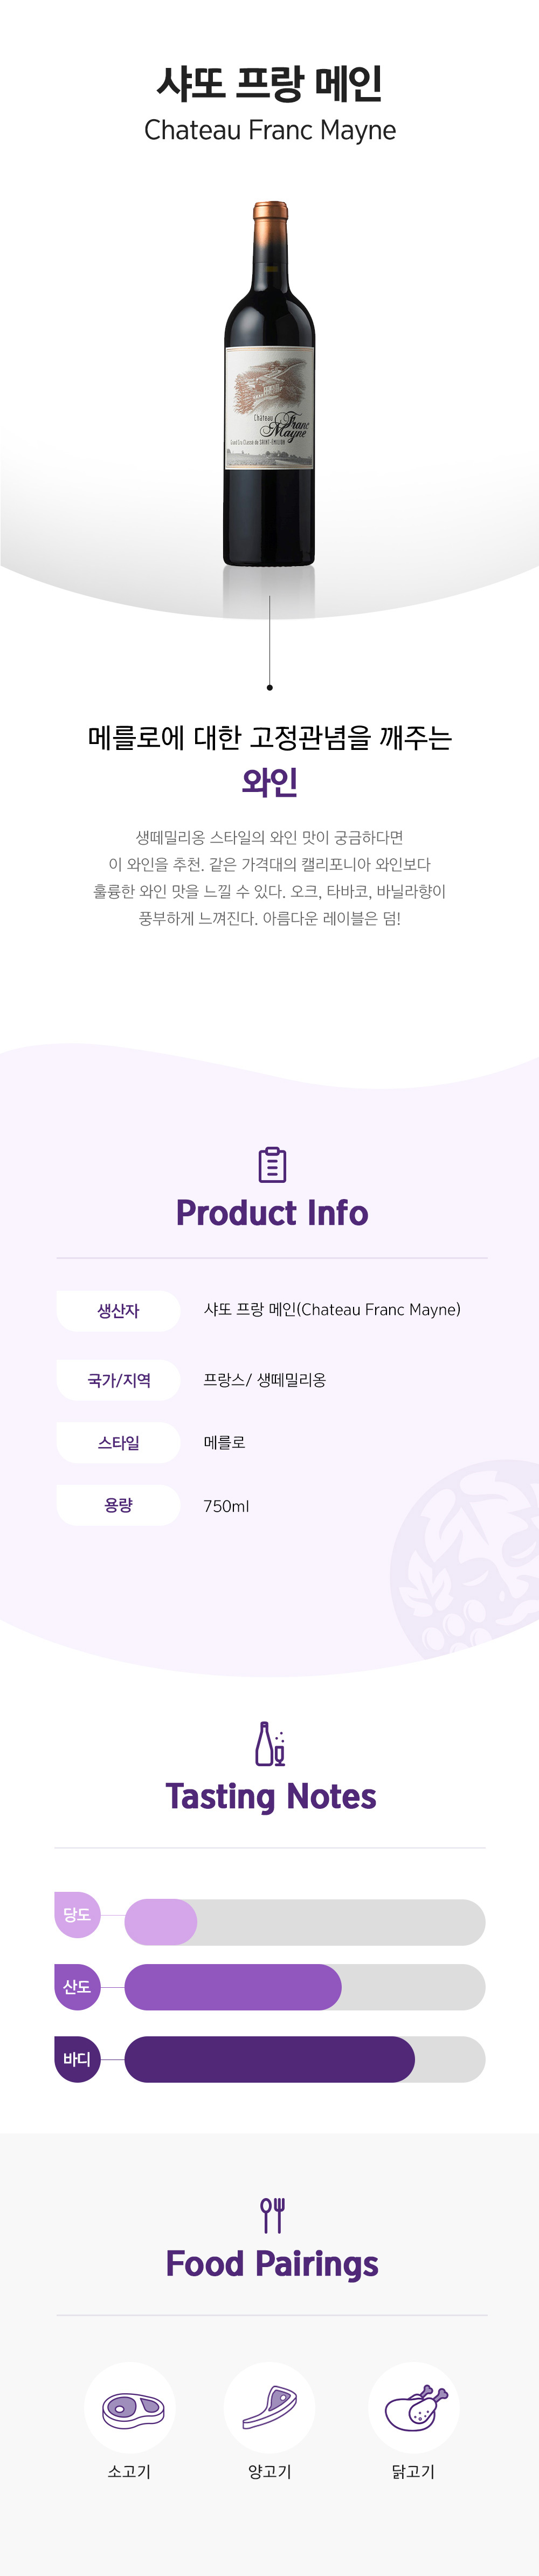 샤또 프랑 메인
Chateau Franc Mayne
Château Franc
Mayne
Grand Cru Classé de SAINT-ÉMILION
메를로에 대한 고정관념을 깨주는
와인
생떼밀리옹 스타일의 와인 맛이 궁금하다면
이 와인을 추천. 같은 가격대의 캘리포니아 와인보다
훌륭한 와인 맛을 느낄 수 있다. 오크, 타바코, 바닐라향이
풍부하게 느껴진다. 아름다운 레이블은 덤!
Product Info
생산자 샤또 프랑 메인(Chateau Franc Mayne)
국가/지역 프랑스/ 생떼밀리옹
스타일 메를로
용량 750ml
Tasting Notes
당도
산도
바디
Food Pairings
소고기 양고기 닭고기